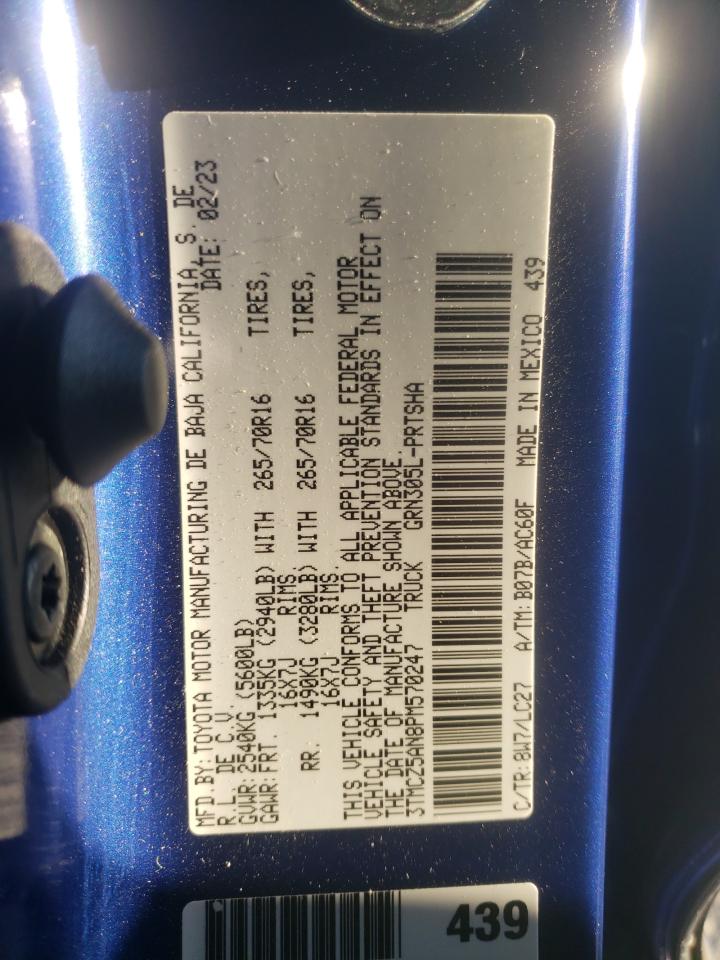 MFD.BY: TOYOTA MOTOR MANUFACTURING DE BAJA CALIFORNIA, S. DE
R.L. DE C.V. DATE: 02/23
GVWR: 2540KG (5600LB)
GAWR: FRT. 1335KG (2940LB) WITH 265/70R16 TIRES,
16X7J RIMS
RR. 1490KG (3280LB) WITH 265/70R16 TIRES,
16X7J RIMS.
THIS VEHICLE CONFORMS TO ALL APPLICABLE FEDERAL MOTOR
VEHICLE SAFETY AND THEFT PREVENTION STANDARDS IN EFFECT ON
THE DATE OF MANUFACTURE SHOWN ABOVE.
3TMCZ5AN8PM570247 TRUCK GRN305L-PRTSHA
C/TR: 8W7/LC27 A/TM: B07B/AC60F MADE IN MEXICO 439
439